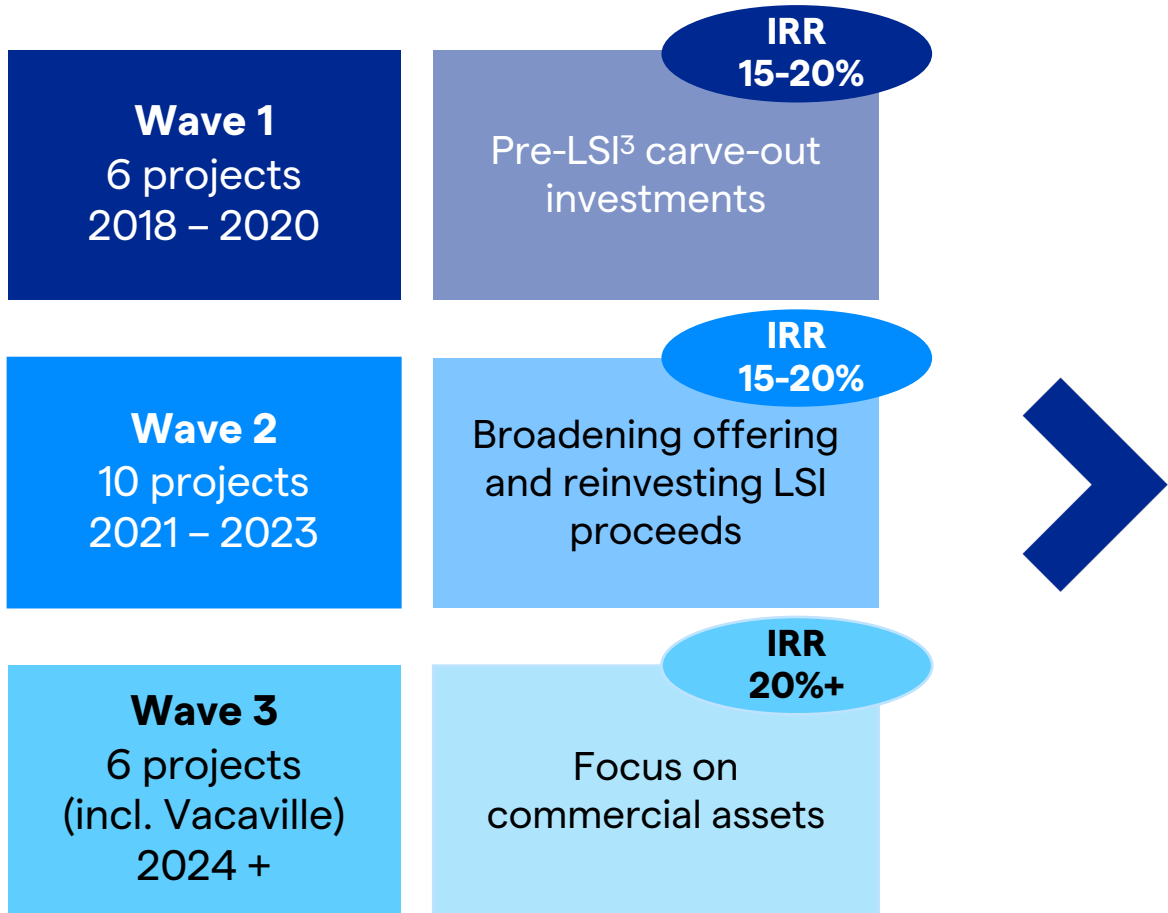 Wave 1
6 projects
2018 – 2020
IRR
15-20%
Pre-LSI³ carve-out
investments
Wave 2
10 projects
2021 – 2023
IRR
15-20%
Broadening offering
and reinvesting LSI
proceeds
Wave 3
6 projects
(incl. Vacaville)
2024 +
IRR
20%+
Focus on
commercial assets